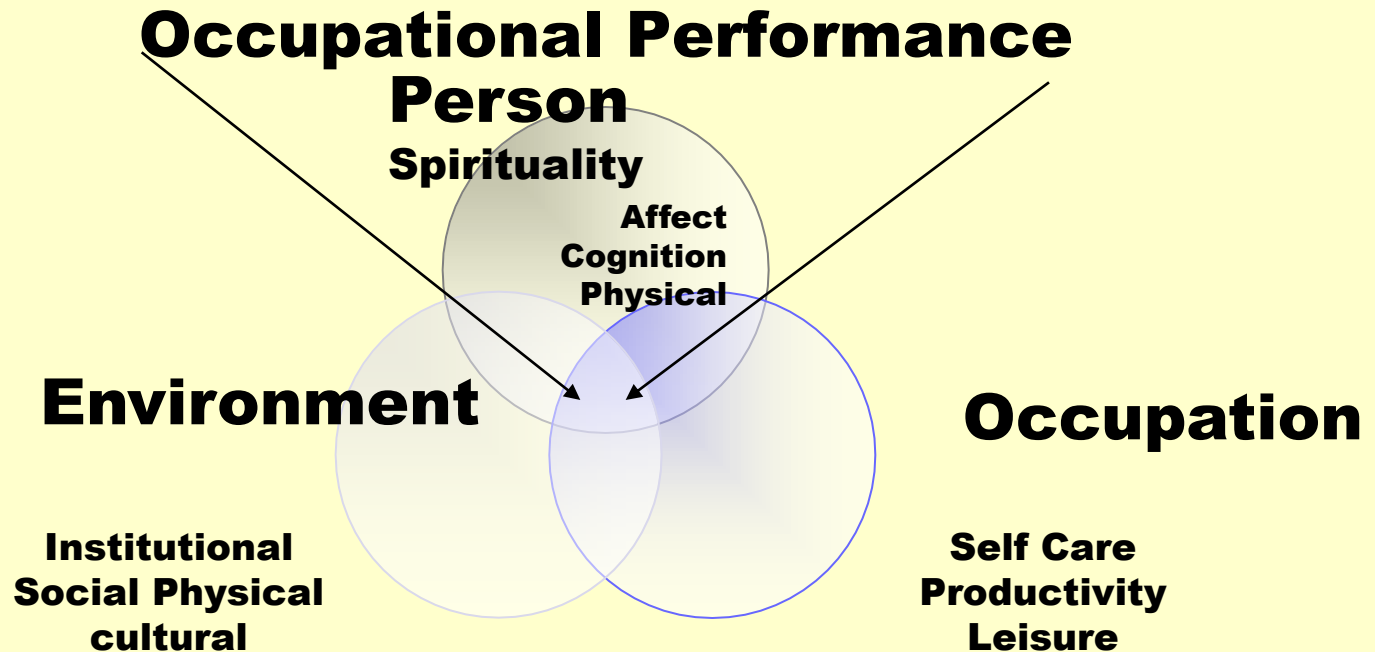 Occupational Performance
Person
Spirituality
Affect
Cognition
Physical
Environment
Occupation
Institutional
Social Physical
cultural
Self Care
Productivity
Leisure